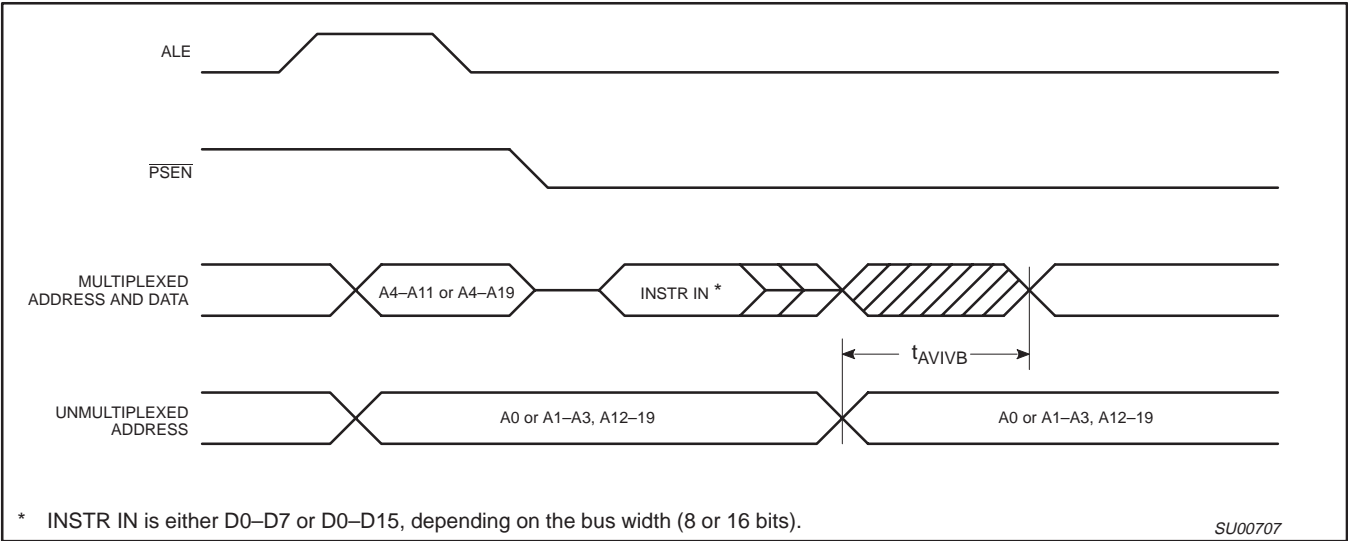 ALE
PSEN
MULTIPLEXED
ADDRESS AND DATA
A4–A11 or A4–A19
INSTR IN *
tAVIVB
UNMULTIPLEXED
ADDRESS
A0 or A1–A3, A12–19
A0 or A1–A3, A12–19
* INSTR IN is either D0–D7 or D0–D15, depending on the bus width (8 or 16 bits).
SU00707